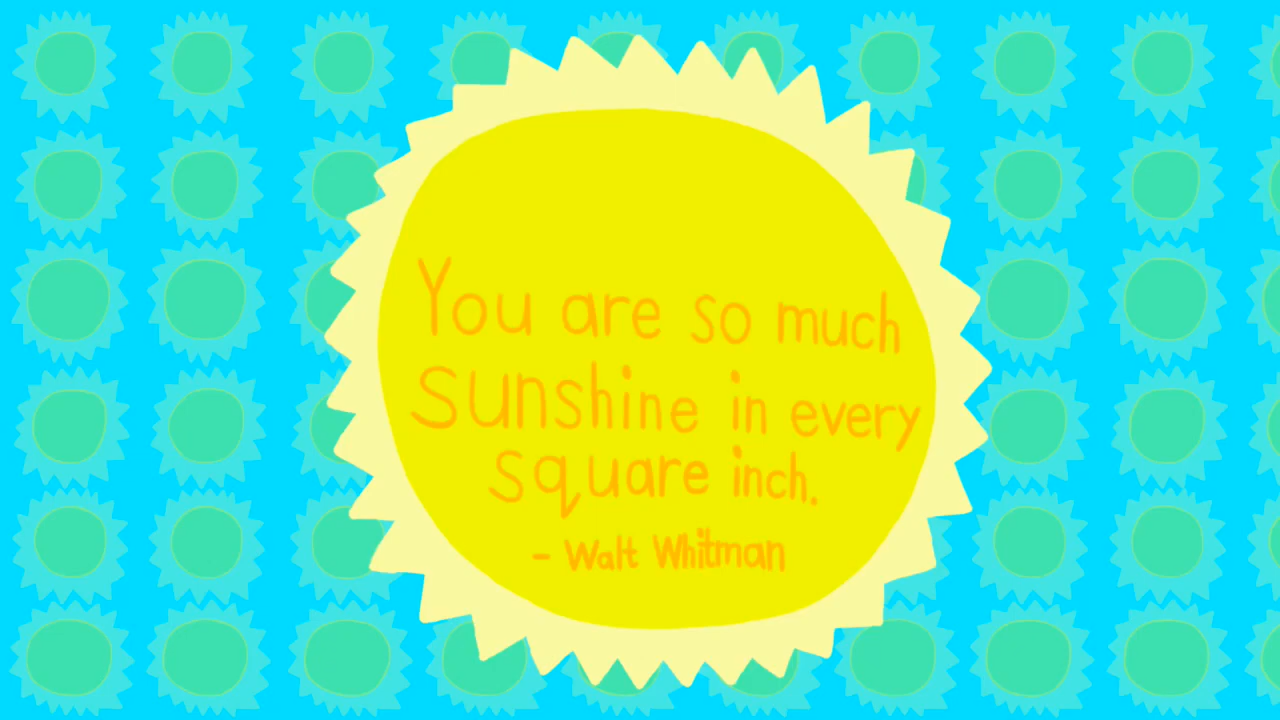 You are so much
sunshine in every
square inch.
- Walt Whitman